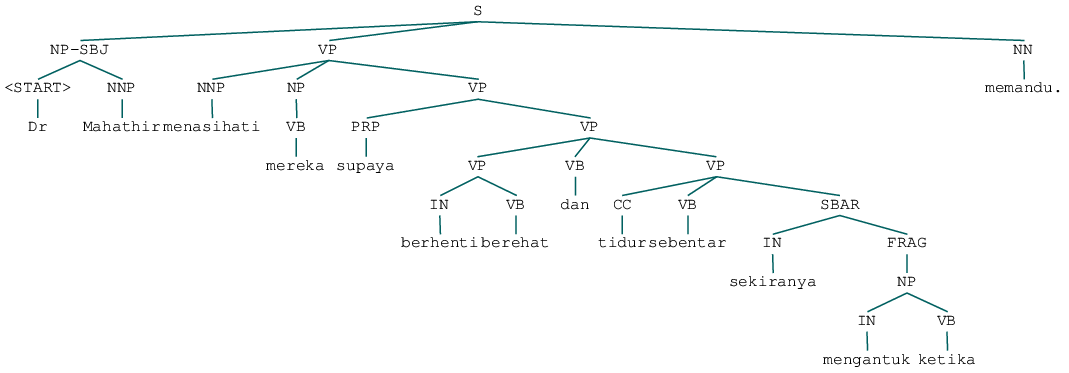 S
NP-SBJ VP NN
<START> NNP NNP NP VP memandu.
Dr Mahathir menasihati VB PRP VP
mereka supaya VP VB VP
IN VB dan CC VB SBAR
berhenti berehat tidur sebentar IN FRAG
sekiranya NP
IN VB
mengantuk ketika